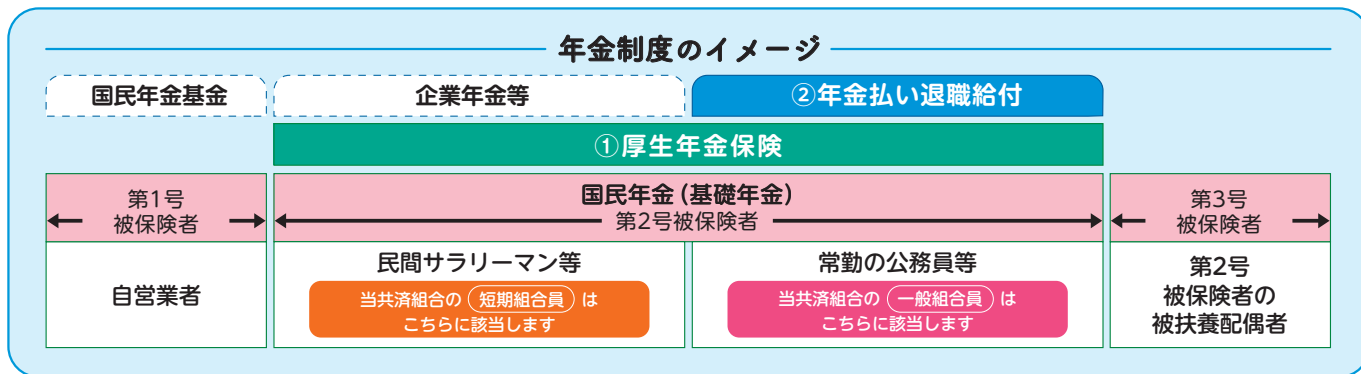 年金制度のイメージ
国民年金基金
企業年金等
②年金払い退職給付
①厚生年金保険
第1号
被保険者
国民年金（基礎年金）
第2号被保険者
第3号
被保険者
自営業者
民間サラリーマン等
当共済組合の 短期組合員 は
こちらに該当します
常勤の公務員等
当共済組合の 一般組合員 は
こちらに該当します
第2号
被保険者の
被扶養配偶者